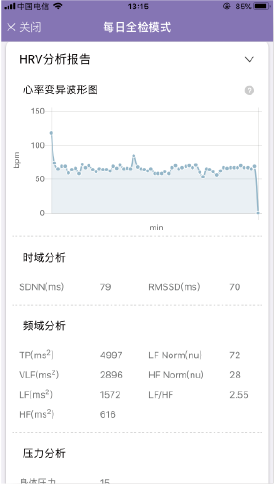 中国电信 13:15 86%
关闭 每日全检模式
HRV分析报告
心率变异波形图 ?
150
100
50
0
bpm
min
时域分析
SDNN(ms) 79 RMSSD(ms) 70
频域分析
TP(ms²) 4997 LF Norm(nu) 72
VLF(ms²) 2896 HF Norm(nu) 28
LF(ms²) 1572 LF/HF 2.55
HF(ms²) 616
压力分析
身体压力 15